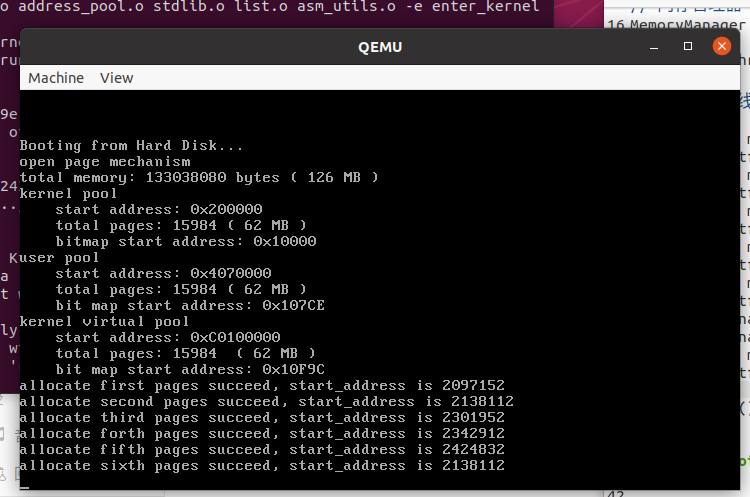 o address_pool.o stdlib.o list.o asm_utils.o -e enter_kernel
16 MemoryManager
QEMU
Machine View
Booting from Hard Disk...
open page mechanism
total memory: 133038080 bytes ( 126 MB )
kernel pool
start address: 0x200000
total pages: 15984 ( 62 MB )
bitmap start address: 0x10000
user pool
start address: 0x4070000
total pages: 15984 ( 62 MB )
bit map start address: 0x107CE
kernel virtual pool
start address: 0xC0100000
total pages: 15984  ( 62 MB )
bit map start address: 0x10F9C
allocate first pages succeed, start_address is 2097152
allocate second pages succeed, start_address is 2138112
allocate third pages succeed, start_address is 2301952
allocate forth pages succeed, start_address is 2342912
allocate fifth pages succeed, start_address is 2424832
allocate sixth pages succeed, start_address is 2138112